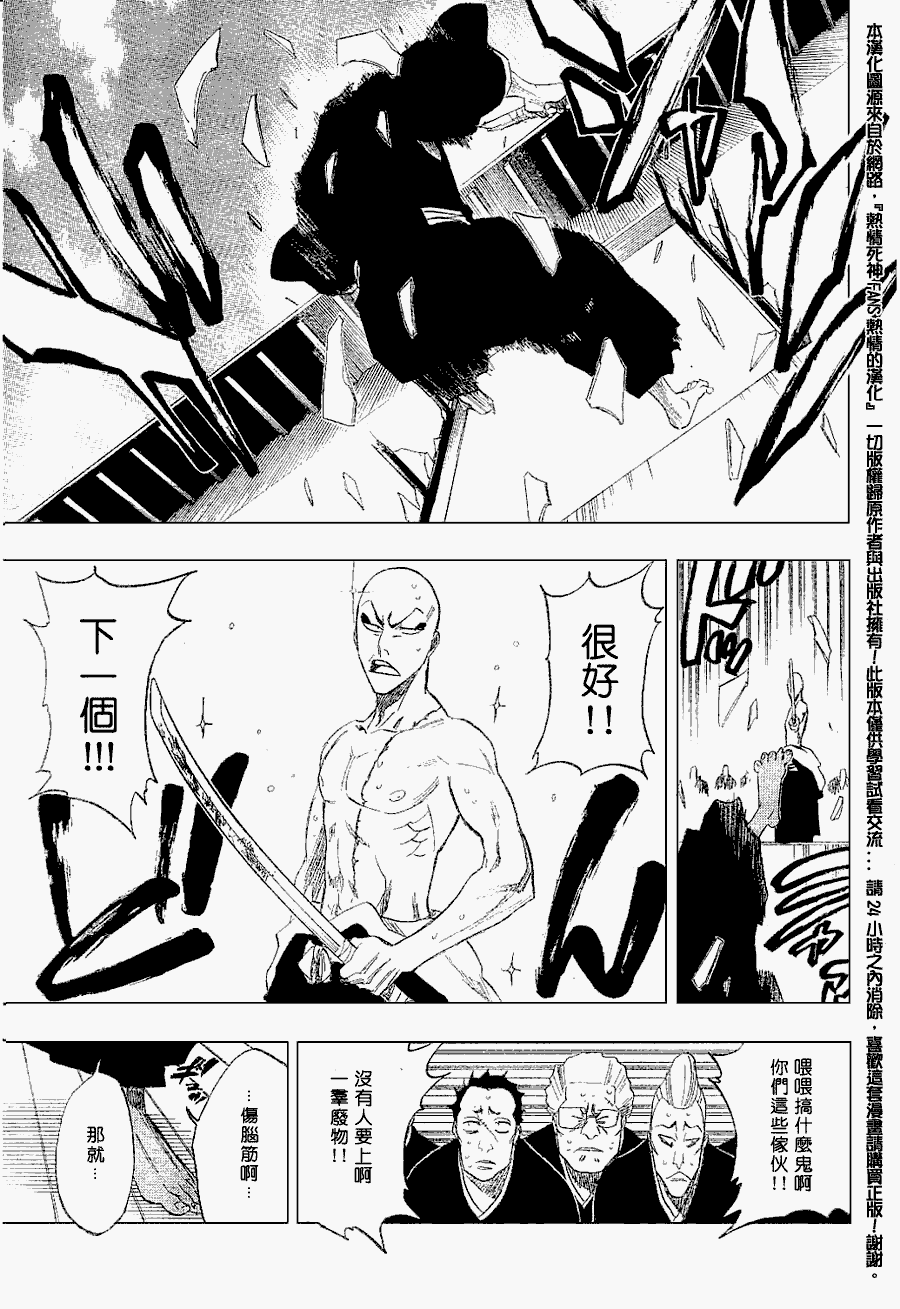 很好!!
下一個!!!
喂喂搞什麼鬼啊
你們這些傢伙!!
沒有人要上啊
一羣廢物!!
…傷腦筋啊…
那就…
本漢化圖源來自於網路，『熱情死神FANS'熱情的漢化』一切版權歸原作者與出版社擁有！此版本僅供學習試看交流... 請24小時之內消除，喜歡這套漫畫請購買正版！謝謝。